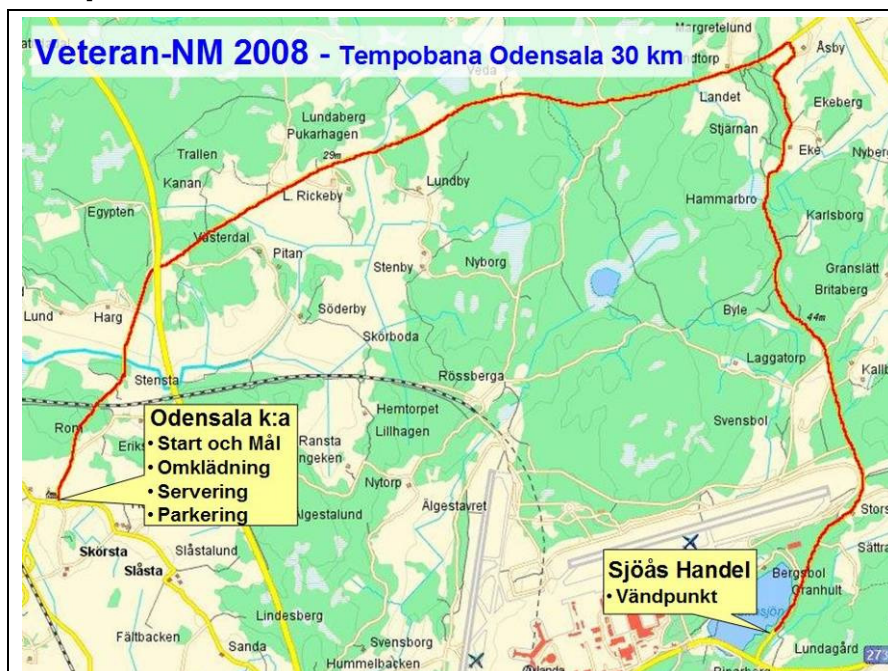 Veteran-NM 2008 - Tempobana Odensala 30 km
Margretelund
Åsby
Veda
Landet
Ekeberg
Lundaberg
Pukarhagen
Stjärnan
29m
Eke
Trallen
Kanan
L. Rickeby
Lundby
Hammarbro
Egypten
Karlsborg
Västerdal
Pitan
Stenby
Nyborg
Granslätt
Britaberg
Lund
Harg
Söderby
Byle
44m
Skörboda
Laggatorp
Stensta
Rössberga
Odensala k:a
• Start och Mål
• Omklädning
• Servering
• Parkering
Hemtorpet
Lillhagen
Svensbol
Rom
Ransta
Nytorp
Älgestavret
Skörsta
Slåstalund
Slåsta
Sjöås Handel
• Vändpunkt
Bergsbol
Granhult
Lindesberg
Fältbacken
Sanda
Svensborg
Hummelbacken
Lundagård